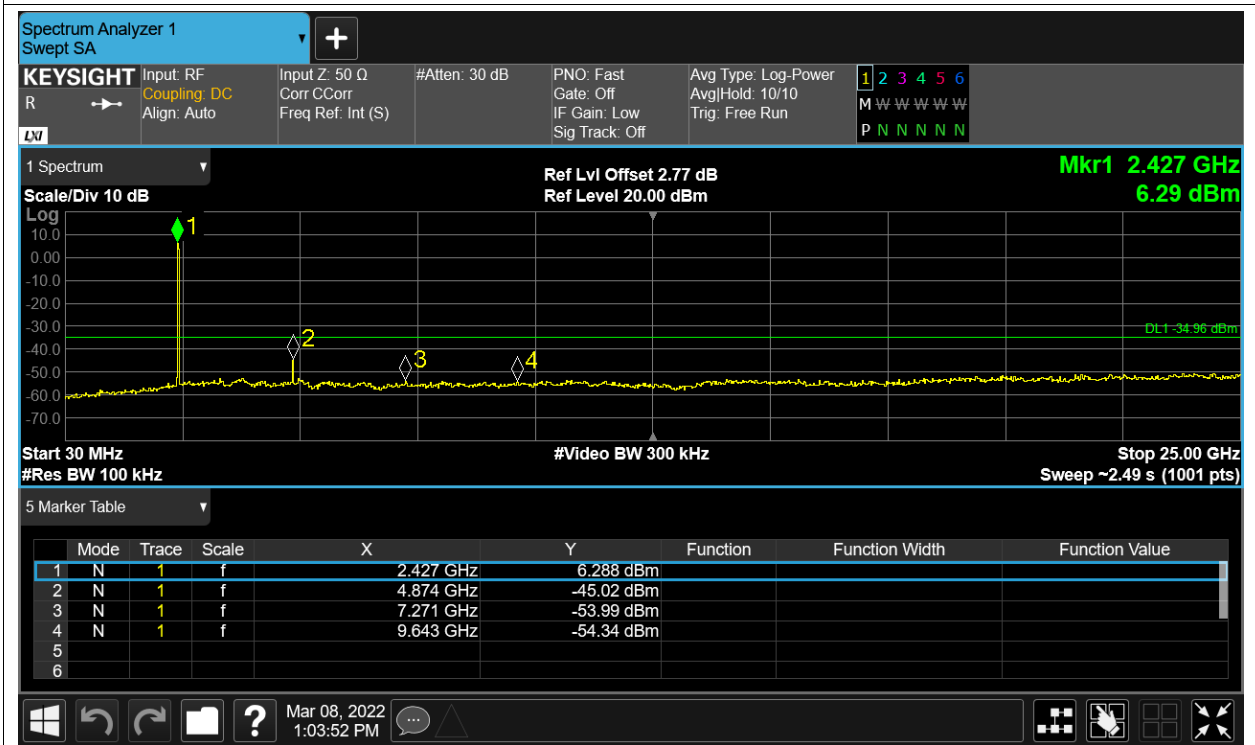 Spectrum Analyzer 1
Swept SA
KEYSIGHT
R
LXI
Input: RF
Coupling: DC
Align: Auto
Input Z: 50 Ω
Corr CCorr
Freq Ref: Int (S)
#Atten: 30 dB
PNO: Fast
Gate: Off
IF Gain: Low
Sig Track: Off
Avg Type: Log-Power
Avg|Hold: 10/10
Trig: Free Run
1 2 3 4 5 6
M W W W W W
P N N N N N
1 Spectrum
Scale/Div 10 dB
Ref Lvl Offset 2.77 dB
Ref Level 20.00 dBm
Mkr1 2.427 GHz
6.29 dBm
Log
10.0
0.00
-10.0
-20.0
-30.0
-40.0
-50.0
-60.0
-70.0
1
2
3
4
DL1 -34.96 dBm
Start 30 MHz
#Video BW 300 kHz
Stop 25.00 GHz
#Res BW 100 kHz
Sweep ~2.49 s (1001 pts)
5 Marker Table
Mode Trace Scale X Y Function Function Width Function Value
1 N 1 f 2.427 GHz 6.288 dBm
2 N 1 f 4.874 GHz -45.02 dBm
3 N 1 f 7.271 GHz -53.99 dBm
4 N 1 f 9.643 GHz -54.34 dBm
5
6
?
Mar 08, 2022
1:03:52 PM